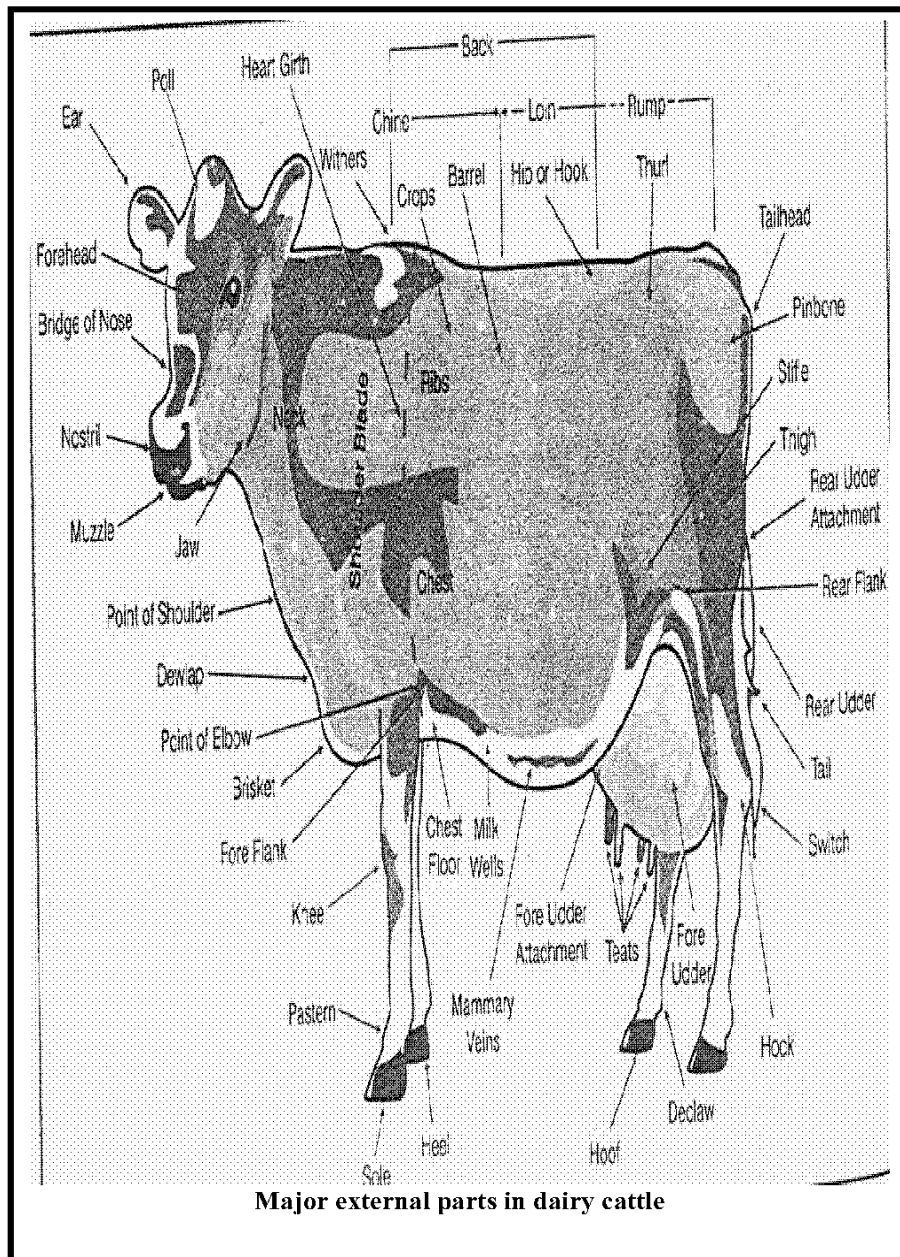 Back
Heart Girth
Poll
Ear
Chine
Loin
Rump
Withers
Crops
Barrel
Hip or Hook
Thurl
Tailhead
Forehead
Bridge of Nose
Pinbone
Stifle
Ribs
Neck
Shoulder Blade
Nostril
Thigh
Rear Udder
Attachment
Muzzle
Jaw
Chest
Rear Flank
Point of Shoulder
Dewlap
Rear Udder
Point of Elbow
Tail
Brisket
Switch
Fore Flank
Chest
Floor
Milk
Wells
Knee
Fore Udder
Attachment
Teats
Fore
Udder
Pastern
Mammary
Veins
Hock
Declaw
Heel
Hoof
Sole
Major external parts in dairy cattle